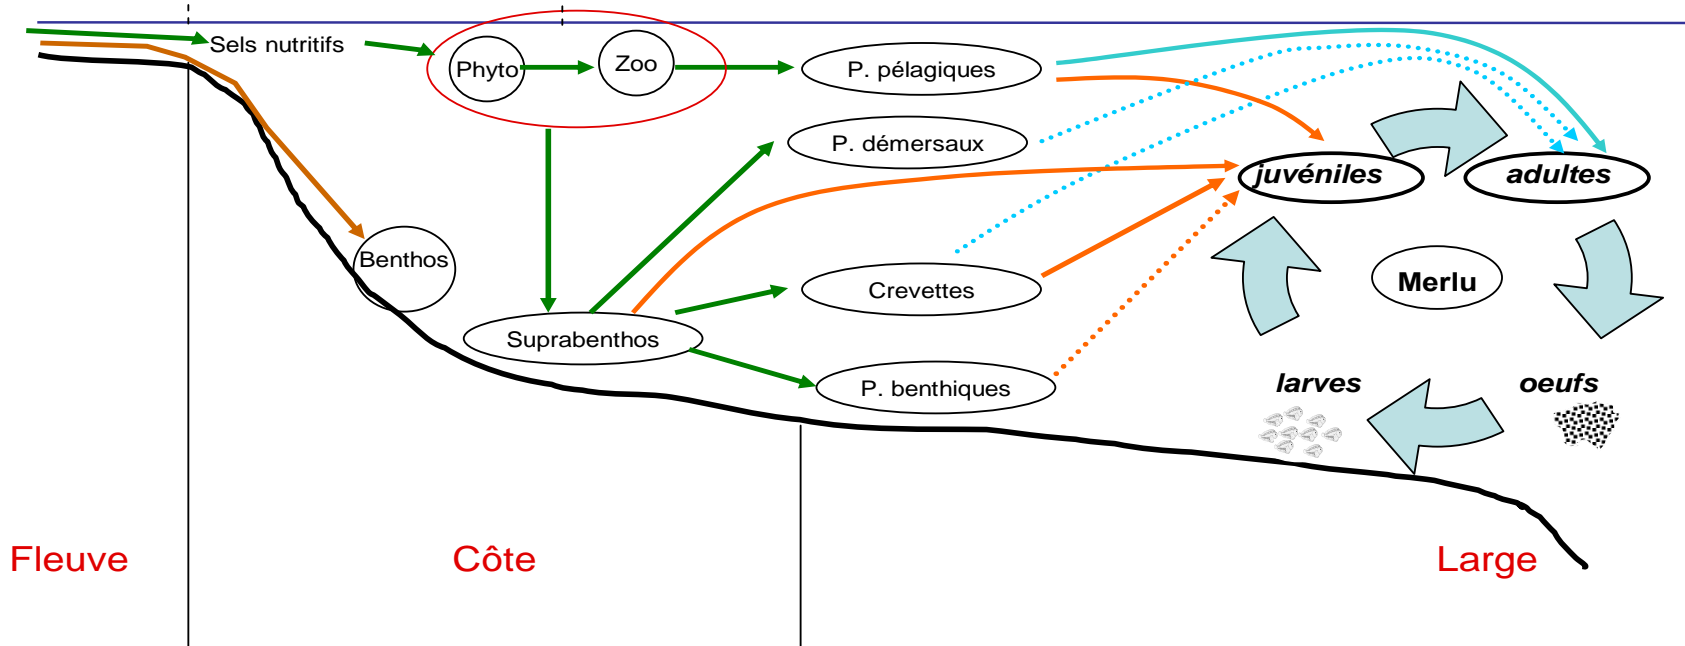 Sels nutritifs
Phyto
Zoo
P. pélagiques
P. démersaux
juvéniles
adultes
Benthos
Crevettes
Merlu
Suprabenthos
P. benthiques
larves
oeufs
Fleuve
Côte
Large